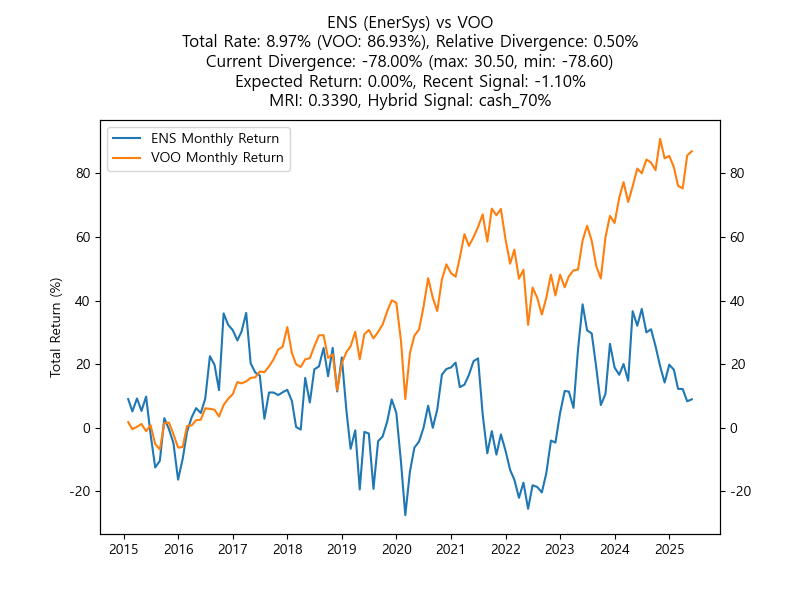 ENS (EnerSys) vs VOO
Total Rate: 8.97% (VOO: 86.93%), Relative Divergence: 0.50%
Current Divergence: -78.00% (max: 30.50, min: -78.60)
Expected Return: 0.00%, Recent Signal: -1.10%
MRI: 0.3390, Hybrid Signal: cash_70%
ENS Monthly Return
VOO Monthly Return
Total Return (%)
80
60
40
20
0
-20
80
60
40
20
0
-20
2015 2016 2017 2018 2019 2020 2021 2022 2023 2024 2025